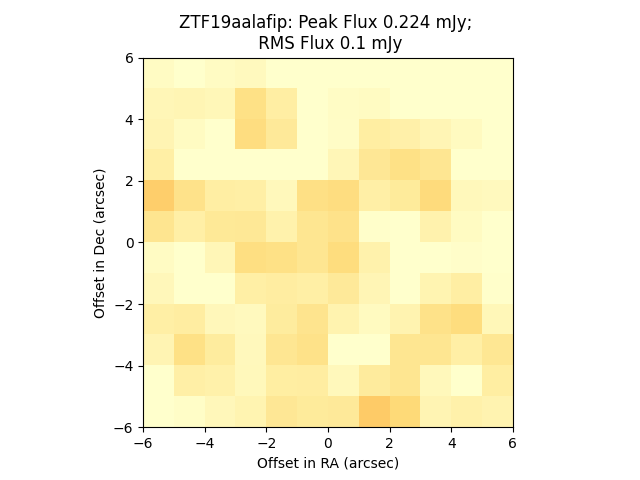 ZTF19aalafip: Peak Flux 0.224 mJy;
RMS Flux 0.1 mJy
6
4
2
0
−2
−4
−6
Offset in Dec (arcsec)
−6 −4 −2 0 2 4 6
Offset in RA (arcsec)